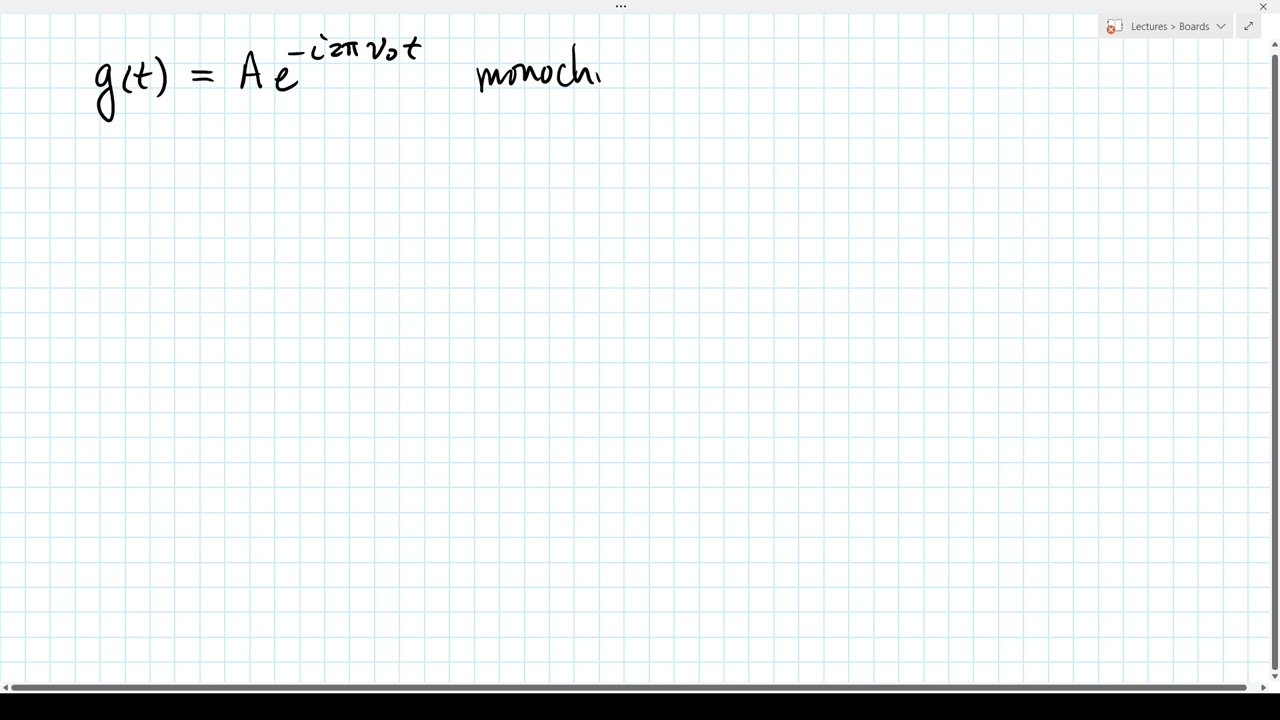 Lectures > Boards
g(t) = A e^{-i2πν₀t} monoch